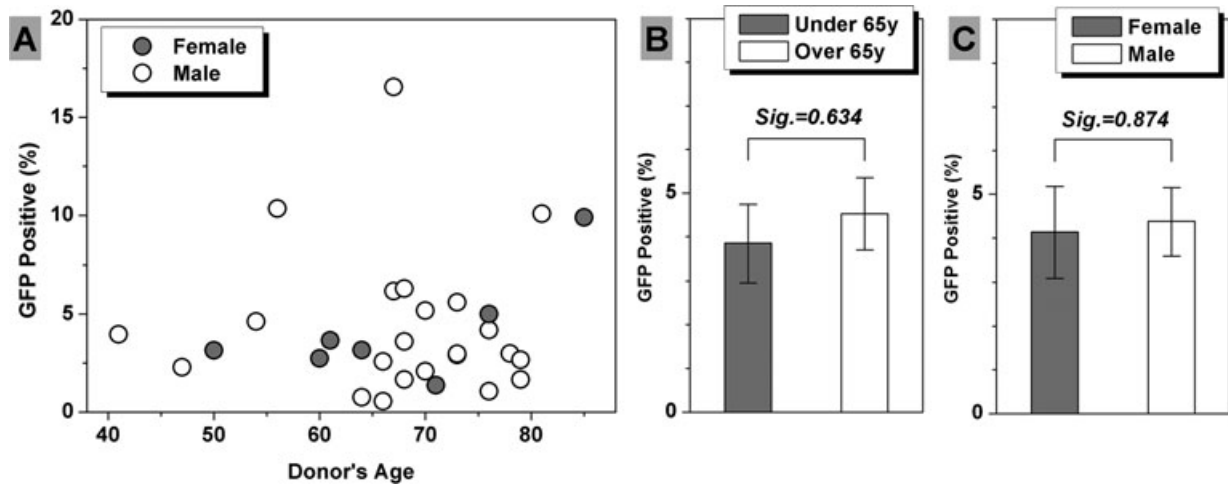 A
Female
Male
20
15
10
5
0
GFP Positive (%)
40 50 60 70 80
Donor's Age
B
Under 65y
Over 65y
Sig.=0.634
5
0
GFP Positive (%)
C
Female
Male
Sig.=0.874
5
0
GFP Positive (%)